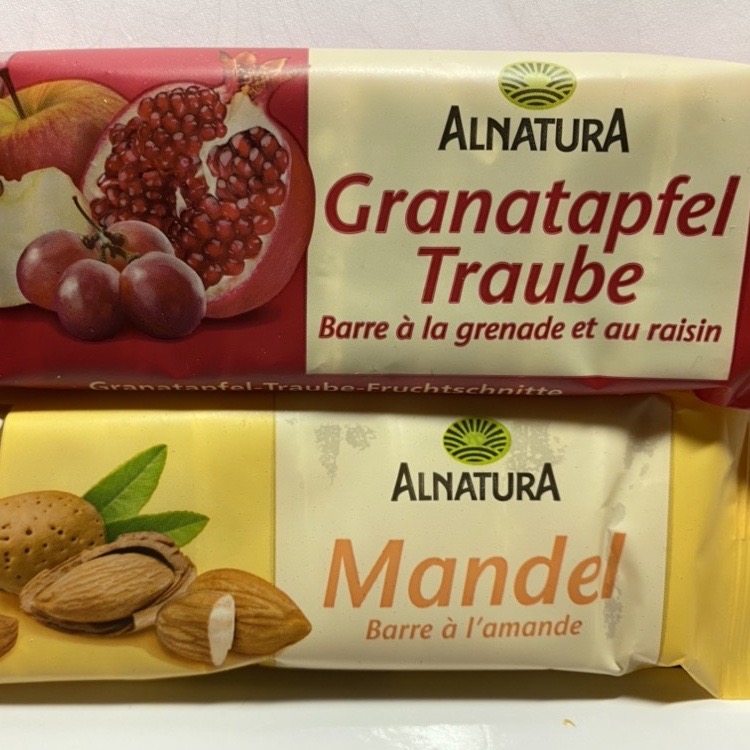 ALNATURA
Granatapfel
Traube
Barre à la grenade et au raisin
Granatapfel-Traube-Fruchtschnitte
ALNATURA
Mandel
Barre à l'amande